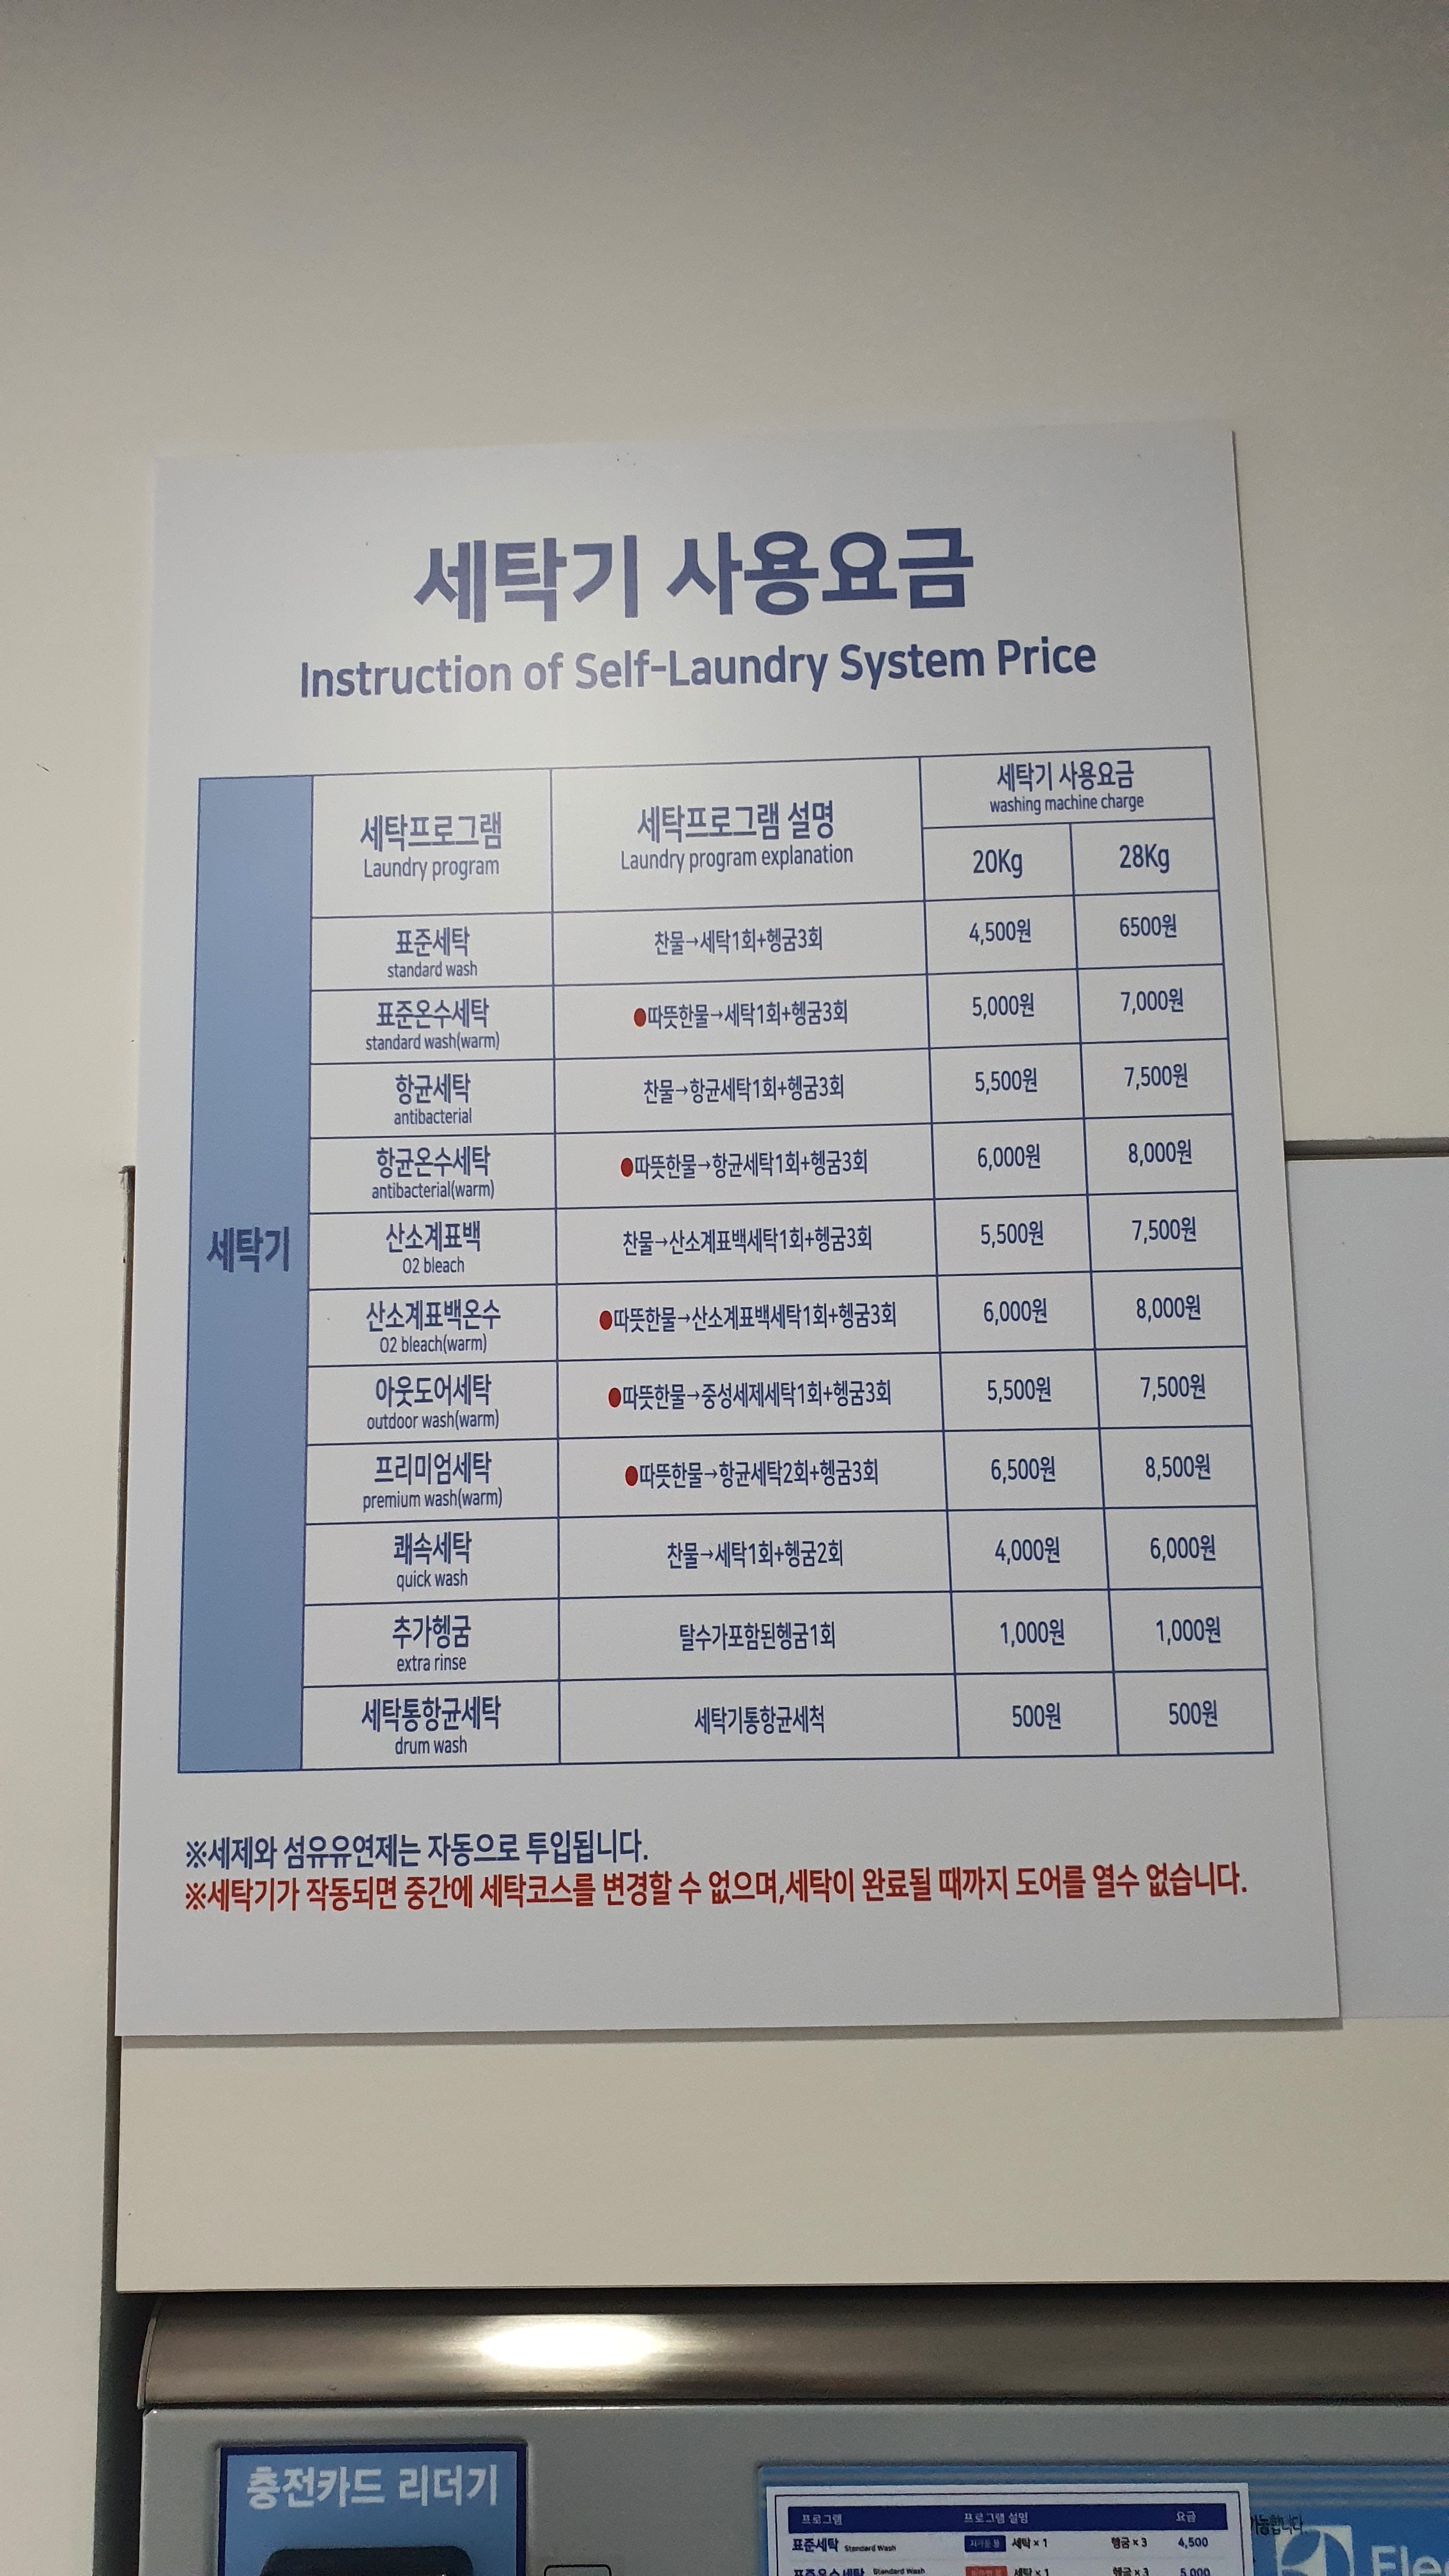 세탁기 사용요금
Instruction of Self-Laundry System Price
세탁기
세탁프로그램
Laundry program
세탁프로그램 설명
Laundry program explanation
세탁기 사용요금
washing machine charge
20Kg
28Kg
표준세탁
standard wash
찬물→세탁1회+헹굼3회
4,500원
6500원
표준온수세탁
standard wash(warm)
●따뜻한물→세탁1회+헹굼3회
5,000원
7,000원
항균세탁
antibacterial
찬물→항균세탁1회+헹굼3회
5,500원
7,500원
항균온수세탁
antibacterial(warm)
●따뜻한물→항균세탁1회+헹굼3회
6,000원
8,000원
산소계표백
O2 bleach
찬물→산소계표백세탁1회+헹굼3회
5,500원
7,500원
산소계표백온수
O2 bleach(warm)
●따뜻한물→산소계표백세탁1회+헹굼3회
6,000원
8,000원
아웃도어세탁
outdoor wash(warm)
●따뜻한물→중성세제세탁1회+헹굼3회
5,500원
7,500원
프리미엄세탁
premium wash(warm)
●따뜻한물→항균세탁2회+헹굼3회
6,500원
8,500원
쾌속세탁
quick wash
찬물→세탁1회+헹굼2회
4,000원
6,000원
추가헹굼
extra rinse
탈수가포함된헹굼1회
1,000원
1,000원
세탁통항균세탁
drum wash
세탁기통항균세척
500원
500원
※세제와 섬유유연제는 자동으로 투입됩니다.
※세탁기가 작동되면 중간에 세탁코스를 변경할 수 없으며,세탁이 완료될 때까지 도어를 열수 없습니다.
충전카드 리더기
프로그램 프로그램 설명 요금
표준세탁 Standard Wash 세탁 × 1 헹굼 × 3 4,500
표준온수세탁 Standard Wash 세탁 × 1 헹굼 × 3 5,000